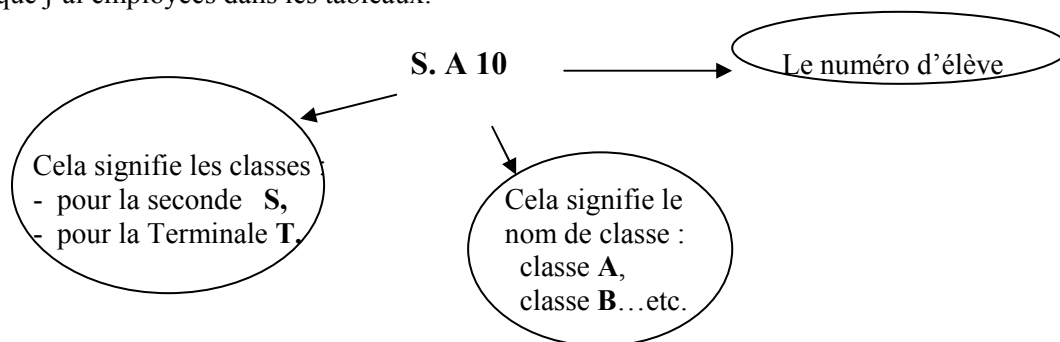 que j'ai employées dans les tableaux:
S. A 10
Le numéro d'élève
Cela signifie les classes :
- pour la seconde S,
- pour la Terminale T.
Cela signifie le
nom de classe :
classe A,
classe B…etc.